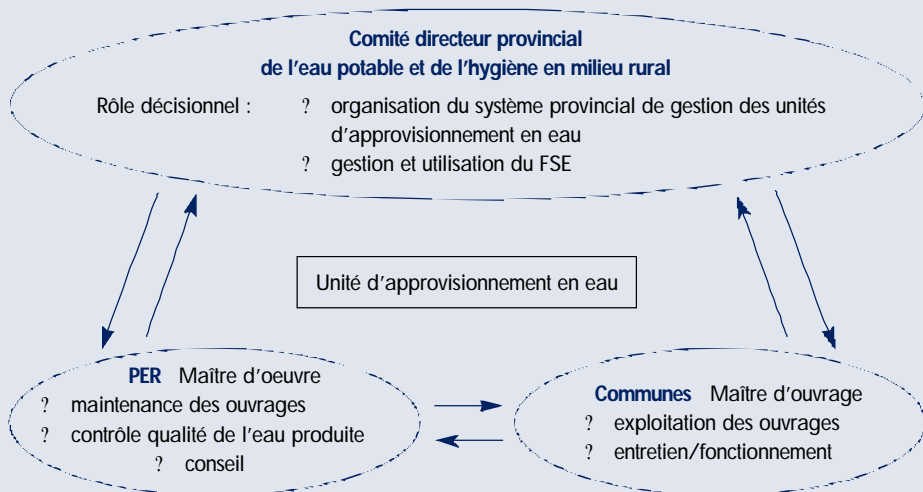 Comité directeur provincial
de l'eau potable et de l'hygiène en milieu rural
Rôle décisionnel : ? organisation du système provincial de gestion des unités
d'approvisionnement en eau
? gestion et utilisation du FSE
Unité d'approvisionnement en eau
PER Maître d'oeuvre
? maintenance des ouvrages
? contrôle qualité de l'eau produite
? conseil
Communes Maître d'ouvrage
? exploitation des ouvrages
? entretien/fonctionnement